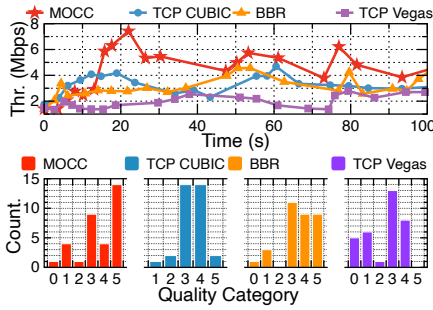 MOCC TCP CUBIC BBR TCP Vegas
Thr. (Mbps)
8
6
4
2
0 20 40 60 80 100
Time (s)
MOCC TCP CUBIC BBR TCP Vegas
Count.
15
10
5
0
0 1 2 3 4 5 0 1 2 3 4 5 0 1 2 3 4 5 0 1 2 3 4 5
Quality Category